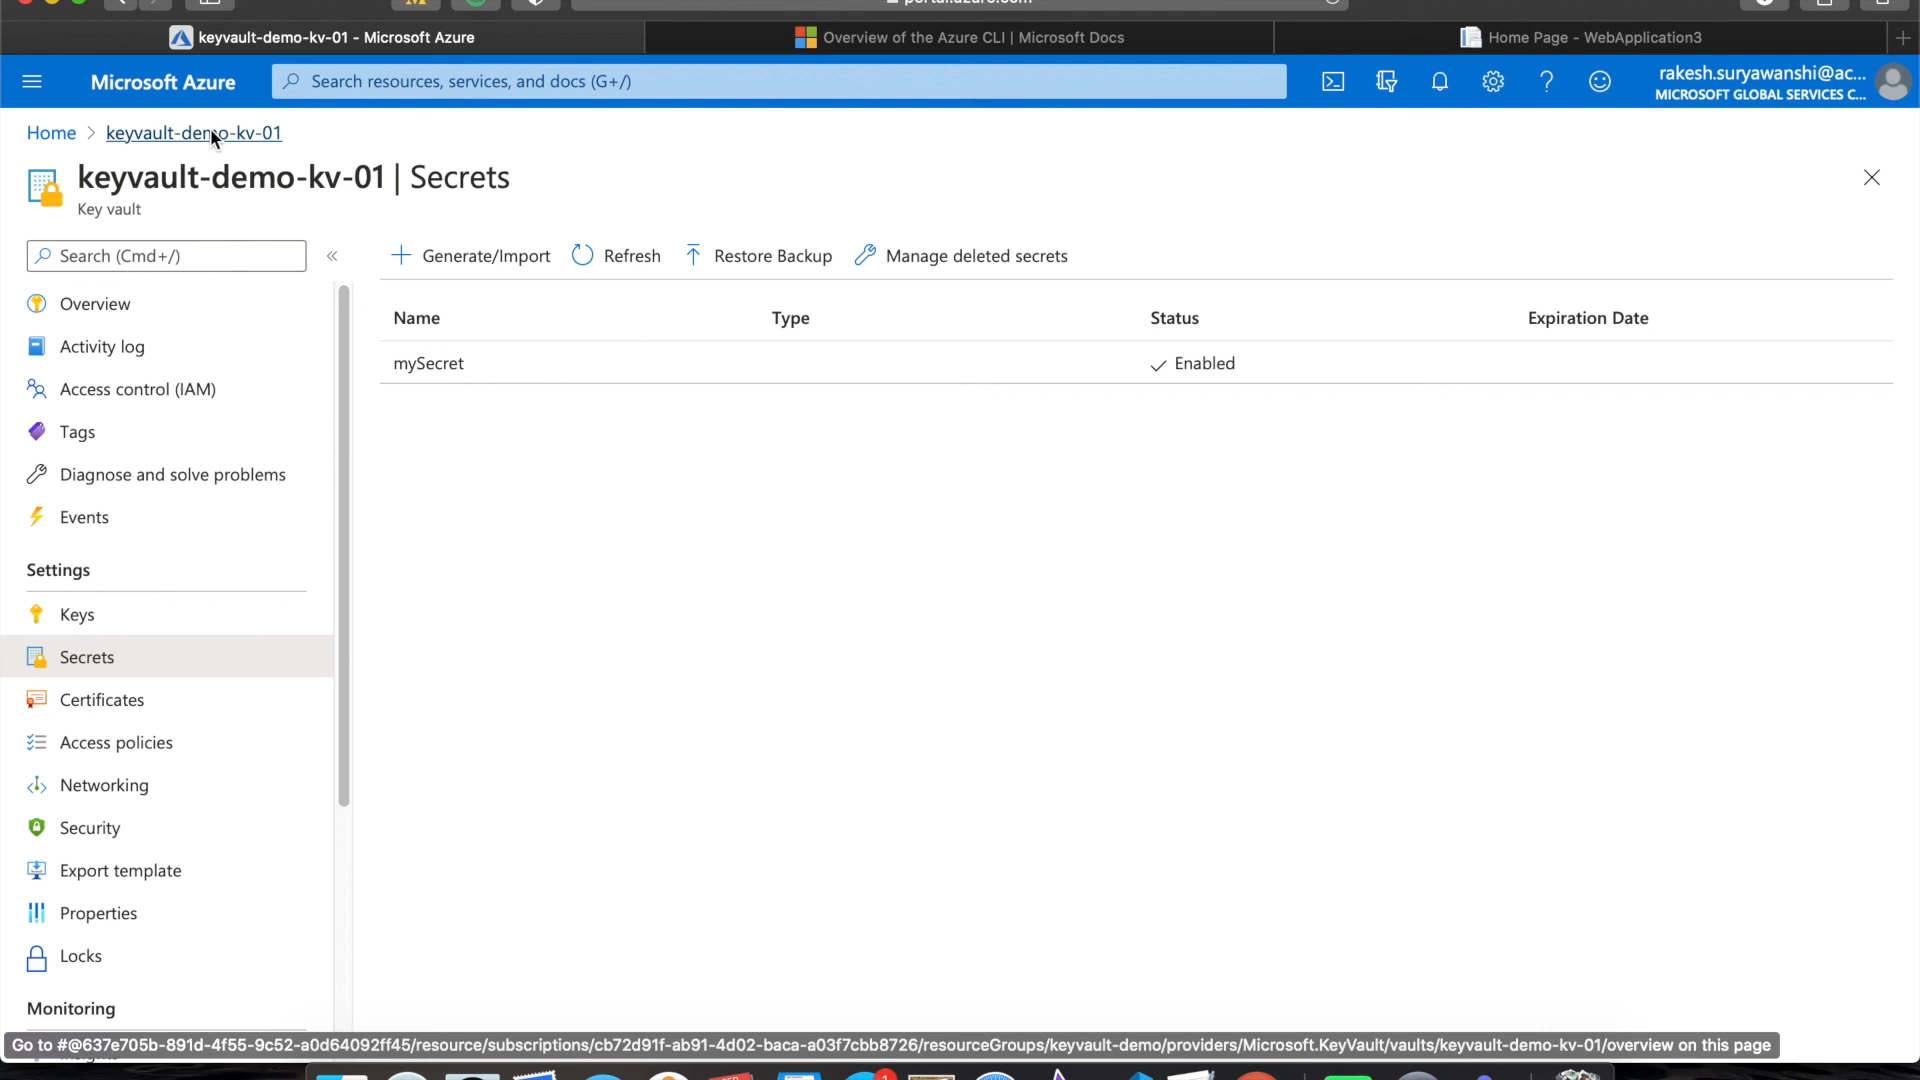 portal.azure.com
keyvault-demo-kv-01 - Microsoft Azure
Overview of the Azure CLI | Microsoft Docs
Home Page - WebApplication3
Microsoft Azure
Search resources, services, and docs (G+/)
rakesh.suryawanshi@ac...
MICROSOFT GLOBAL SERVICES C...
Home > keyvault-demo-kv-01
keyvault-demo-kv-01 | Secrets
Key vault
Search (Cmd+/)
Generate/Import
Refresh
Restore Backup
Manage deleted secrets
Overview
Activity log
Access control (IAM)
Tags
Diagnose and solve problems
Events
Settings
Keys
Secrets
Certificates
Access policies
Networking
Security
Export template
Properties
Locks
Monitoring
Name Type Status Expiration Date
mySecret Enabled
Go to #@637e705b-891d-4f55-9c52-a0d64092ff45/resource/subscriptions/cb72d91f-ab91-4d02-baca-a03f7cbb8726/resourceGroups/keyvault-demo/providers/Microsoft.KeyVault/vaults/keyvault-demo-kv-01/overview on this page
1